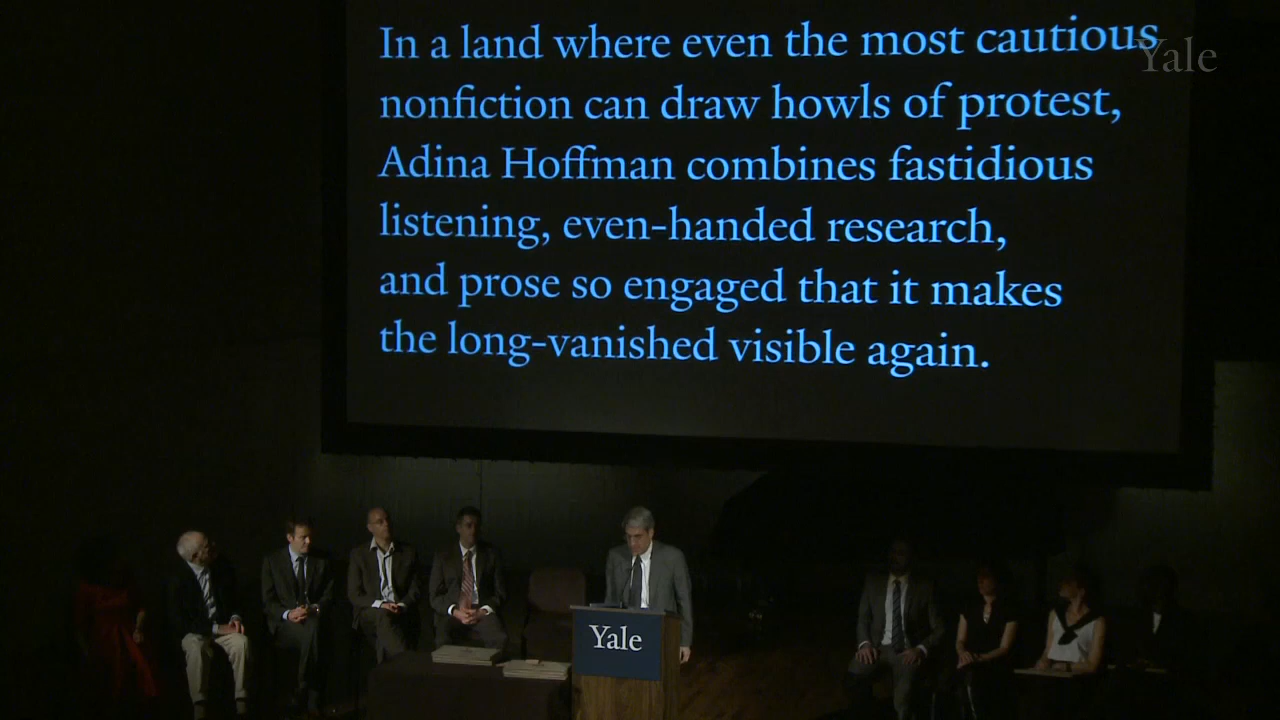 In a land where even the most cautious
Yale
nonfiction can draw howls of protest,
Adina Hoffman combines fastidious
listening, even-handed research,
and prose so engaged that it makes
the long-vanished visible again.
Yale